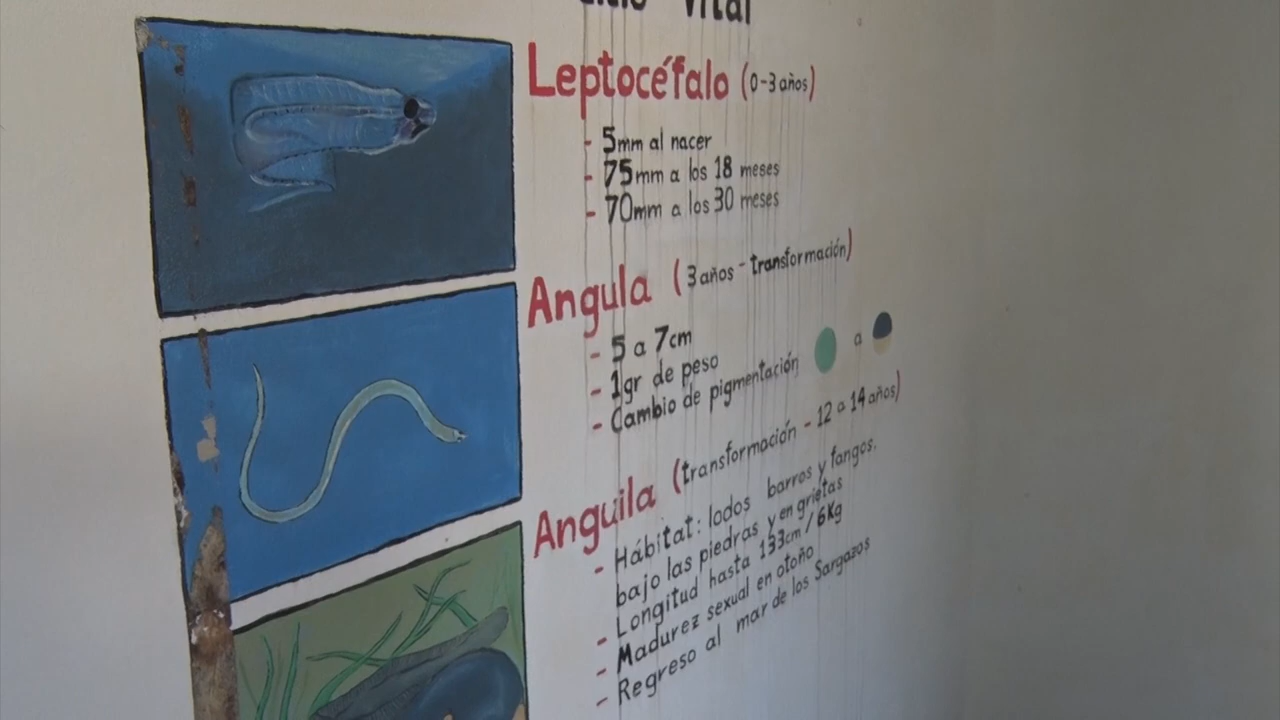 Vital
Leptocéfalo (0-3 años)
- 5mm al nacer
- 75mm a los 18 meses
- 70mm a los 30 meses
Angula (3 años - transformación)
- 5 a 7cm
- 1gr de peso
- Cambio de pigmentación a
Anguila (transformación - 12 a 14 años)
- Hábitat: lodos barros y fangos.
bajo las piedras y en grietas
- Longitud hasta 133cm / 6Kg
- Madurez sexual en otoño
- Regreso al mar de los Sargazos